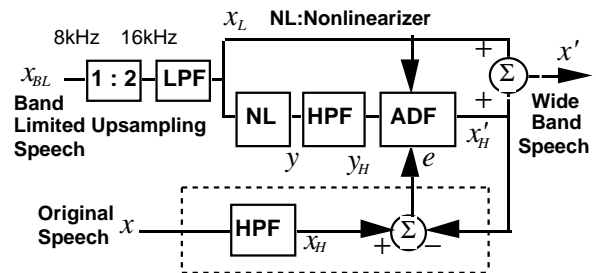 x_L NL:Nonlinearizer
8kHz 16kHz
x_BL 1 : 2 LPF + Σ x'
Band
Limited Upsampling
Speech
NL HPF ADF + Wide
Band
Speech
y y_H e x'_H
Original
Speech x HPF x_H + Σ −